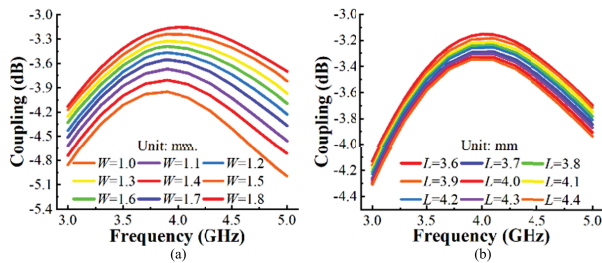 (a)
Coupling (dB)
-3.0
-3.3
-3.6
-3.9
-4.2
-4.5
-4.8
-5.1
-5.4
Unit: mm.
W=1.0 W=1.1 W=1.2
W=1.3 W=1.4 W=1.5
W=1.6 W=1.7 W=1.8
3.0 3.5 4.0 4.5 5.0
Frequency (GHz)
(a)
(b)
Coupling (dB)
-3.0
-3.2
-3.4
-3.6
-3.8
-4.0
-4.2
-4.4
Unit: mm
L=3.6 L=3.7 L=3.8
L=3.9 L=4.0 L=4.1
L=4.2 L=4.3 L=4.4
3.0 3.5 4.0 4.5 5.0
Frequency (GHz)
(b)